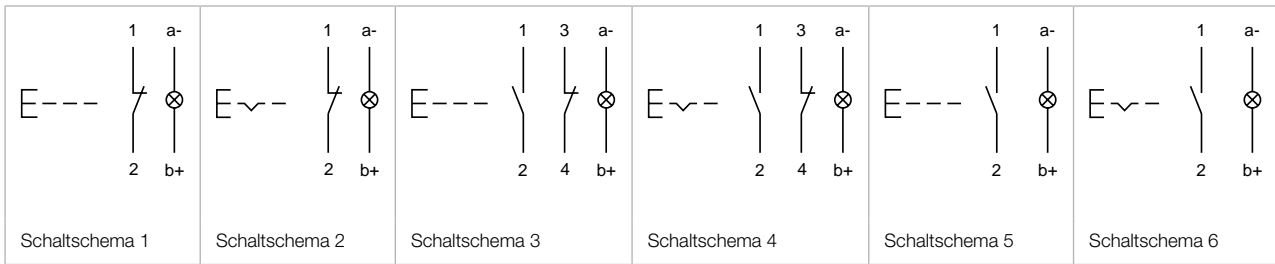 1 a- 1 a- 1 3 a- 1 3 a- 1 a- 1 a-
2 b+ 2 b+ 2 4 b+ 2 4 b+ 2 b+ 2 b+
Schaltschema 1 Schaltschema 2 Schaltschema 3 Schaltschema 4 Schaltschema 5 Schaltschema 6